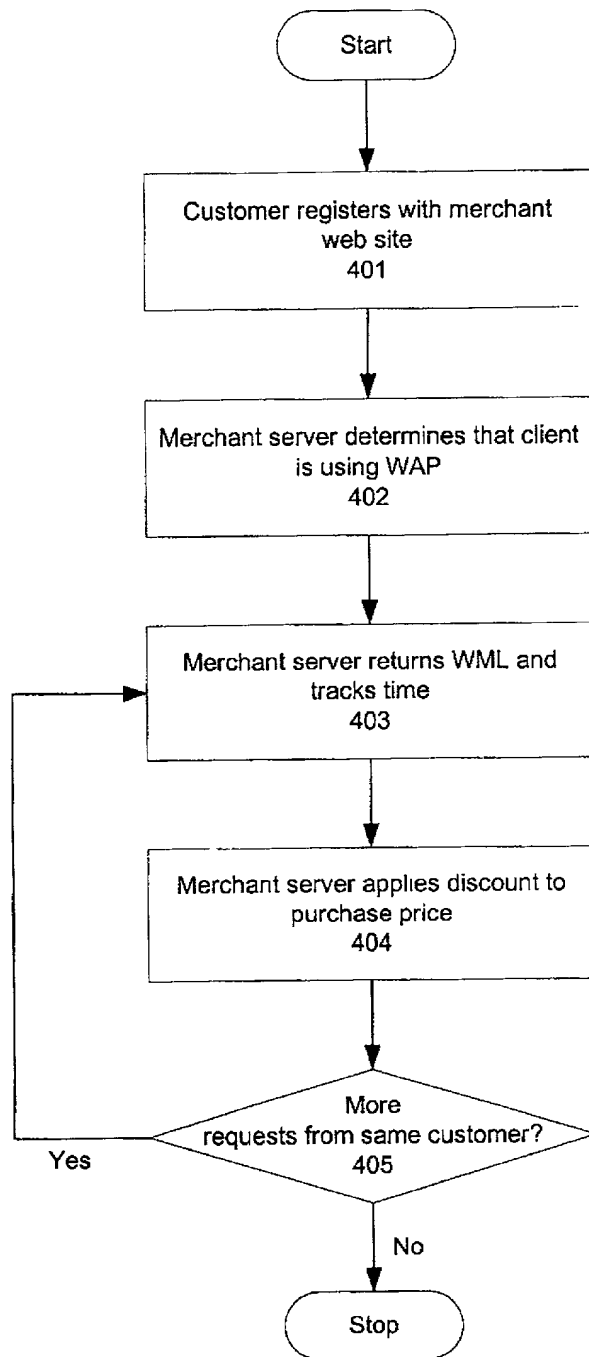 Start
Customer registers with merchant
web site
401
Merchant server determines that client
is using WAP
402
Merchant server returns WML and
tracks time
403
Merchant server applies discount to
purchase price
404
More
requests from same customer?
405
Yes
No
Stop